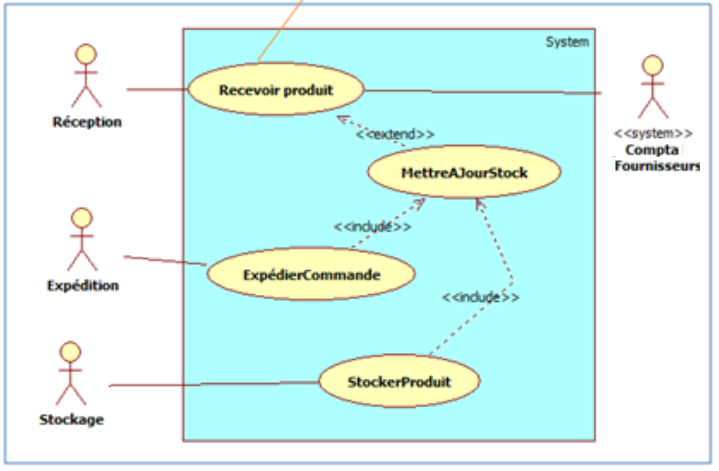 System
Recevoir produit
Réception
<<system>>
Compta
Fournisseurs
<<extend>>
MettreAJourStock
<<include>>
ExpédierCommande
Expédition
<<include>>
StockerProduit
Stockage